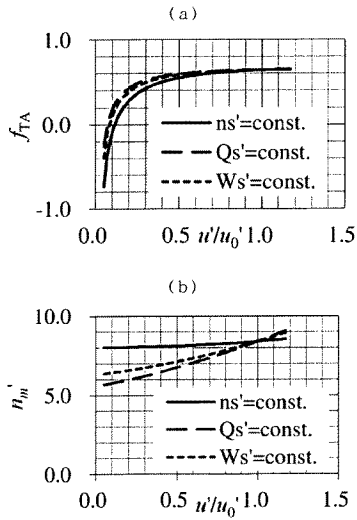 (a)
1.0
0.0
-1.0
f_TA
ns'=const.
Qs'=const.
Ws'=const.
0.0 0.5 u'/u₀' 1.0 1.5
(b)
10.0
5.0
0.0
n_m'
ns'=const.
Qs'=const.
Ws'=const.
0.0 0.5 u'/u₀' 1.0 1.5